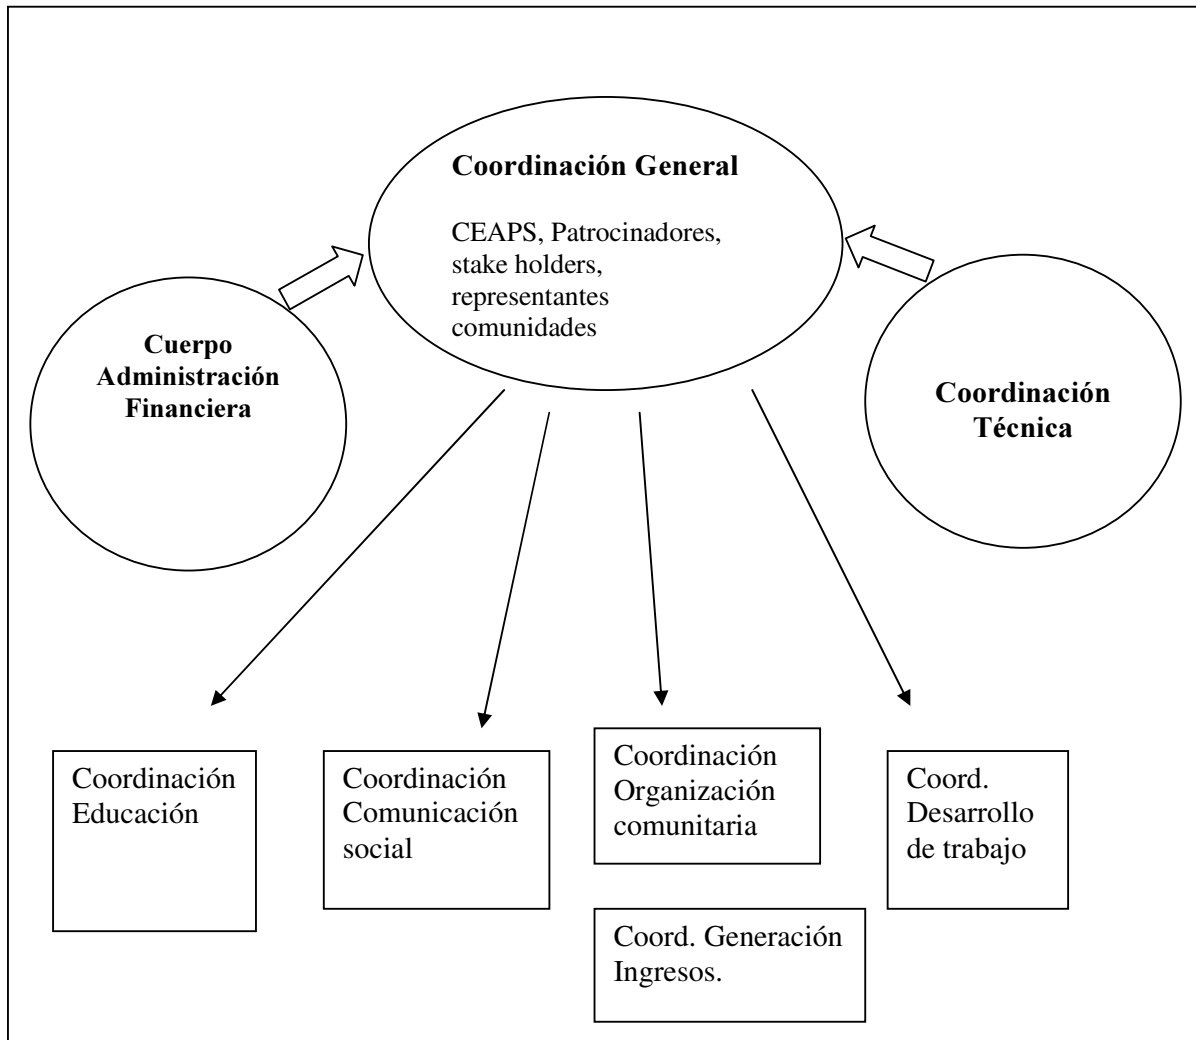 Coordinación General
CEAPS, Patrocinadores,
stake holders,
representantes
comunidades
Cuerpo
Administración
Financiera
Coordinación
Técnica
Coordinación
Educación
Coordinación
Comunicación
social
Coordinación
Organización
comunitaria
Coord.
Desarrollo
de trabajo
Coord. Generación
Ingresos.